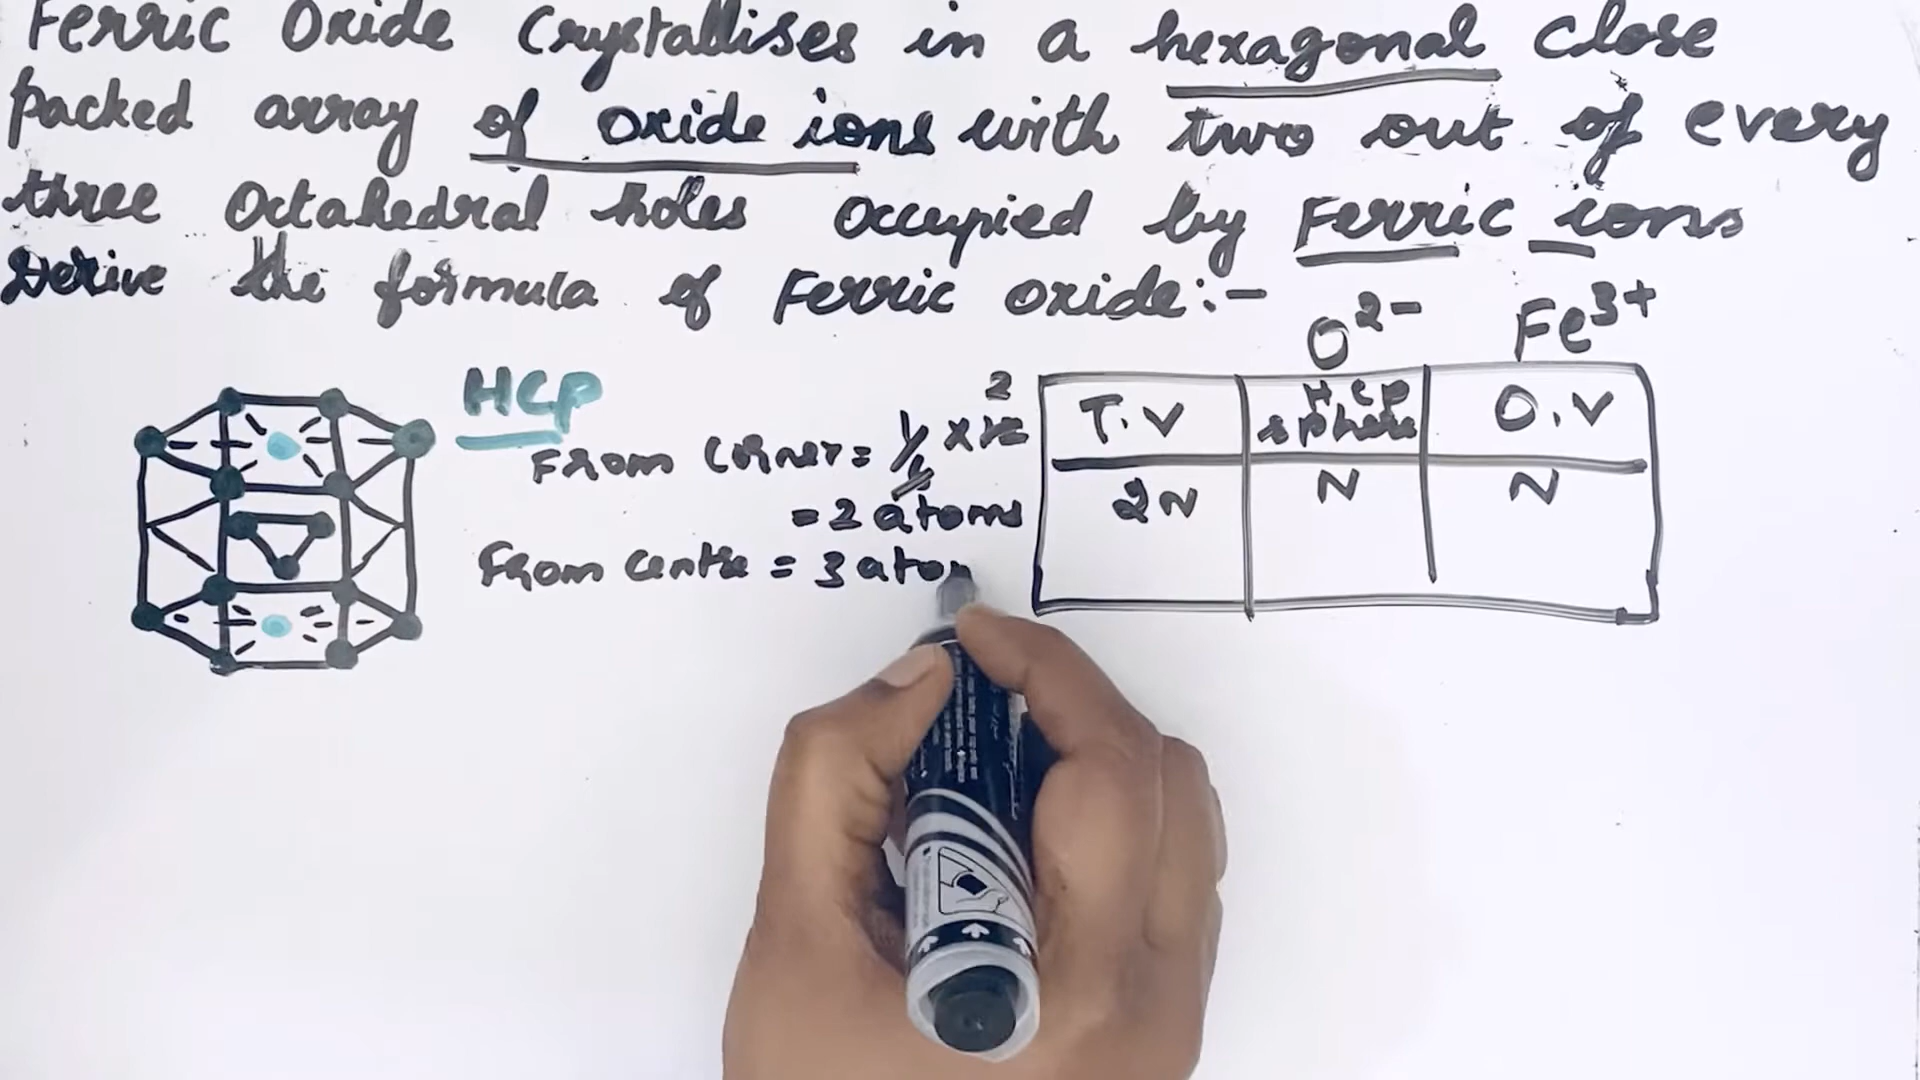 Ferric Oxide Crystallises in a hexagonal close
packed array of oxide ions with two out of every
three Octahedral holes occupied by Ferric ions
Derive the formula of Ferric oxide:-
O2- Fe3+
HCP
T.V HCP sphere O.V
2N N N
From Corner = 1/6 × 12 2
= 2 atoms
From Centre = 3 atom